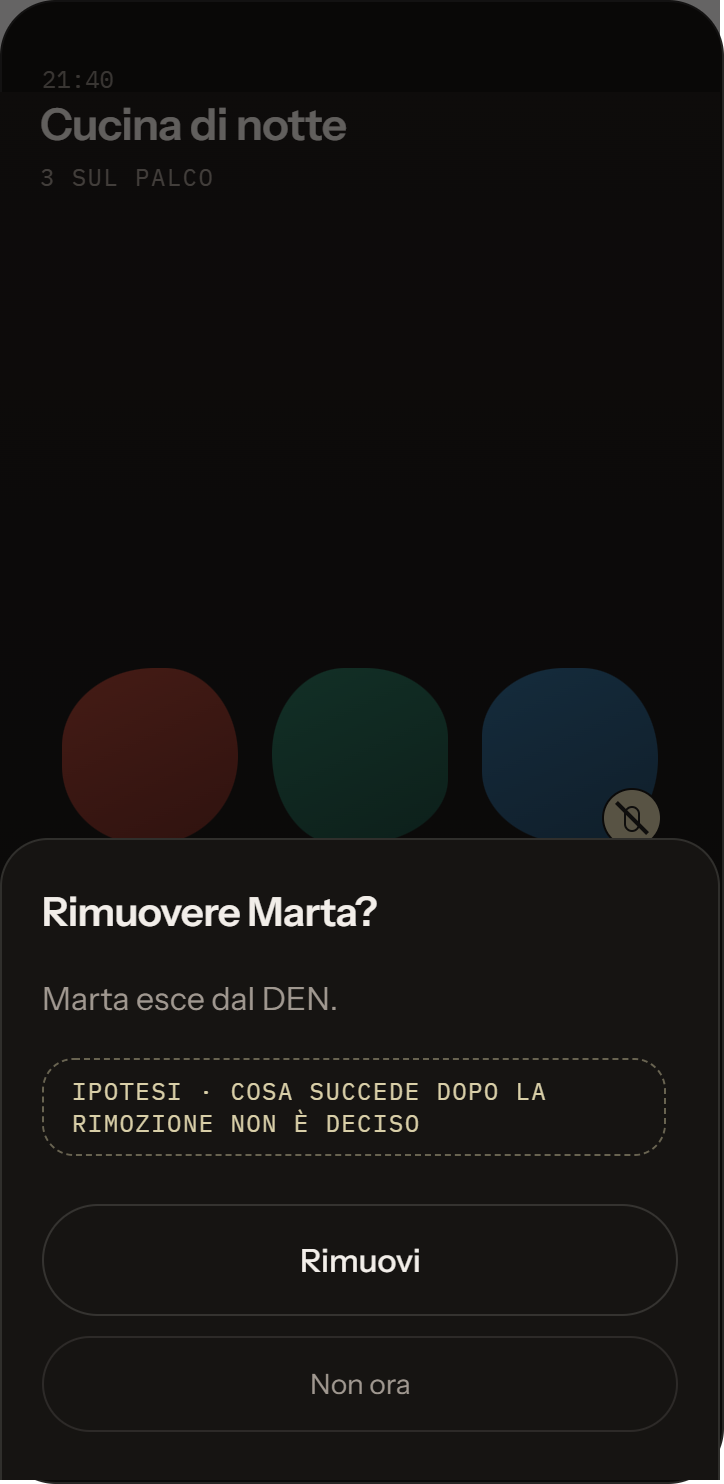 21:40
Cucina di notte
3 SUL PALCO
Rimuovere Marta?
Marta esce dal DEN.
IPOTESI · COSA SUCCEDE DOPO LA
RIMOZIONE NON È DECISO
Rimuovi
Non ora